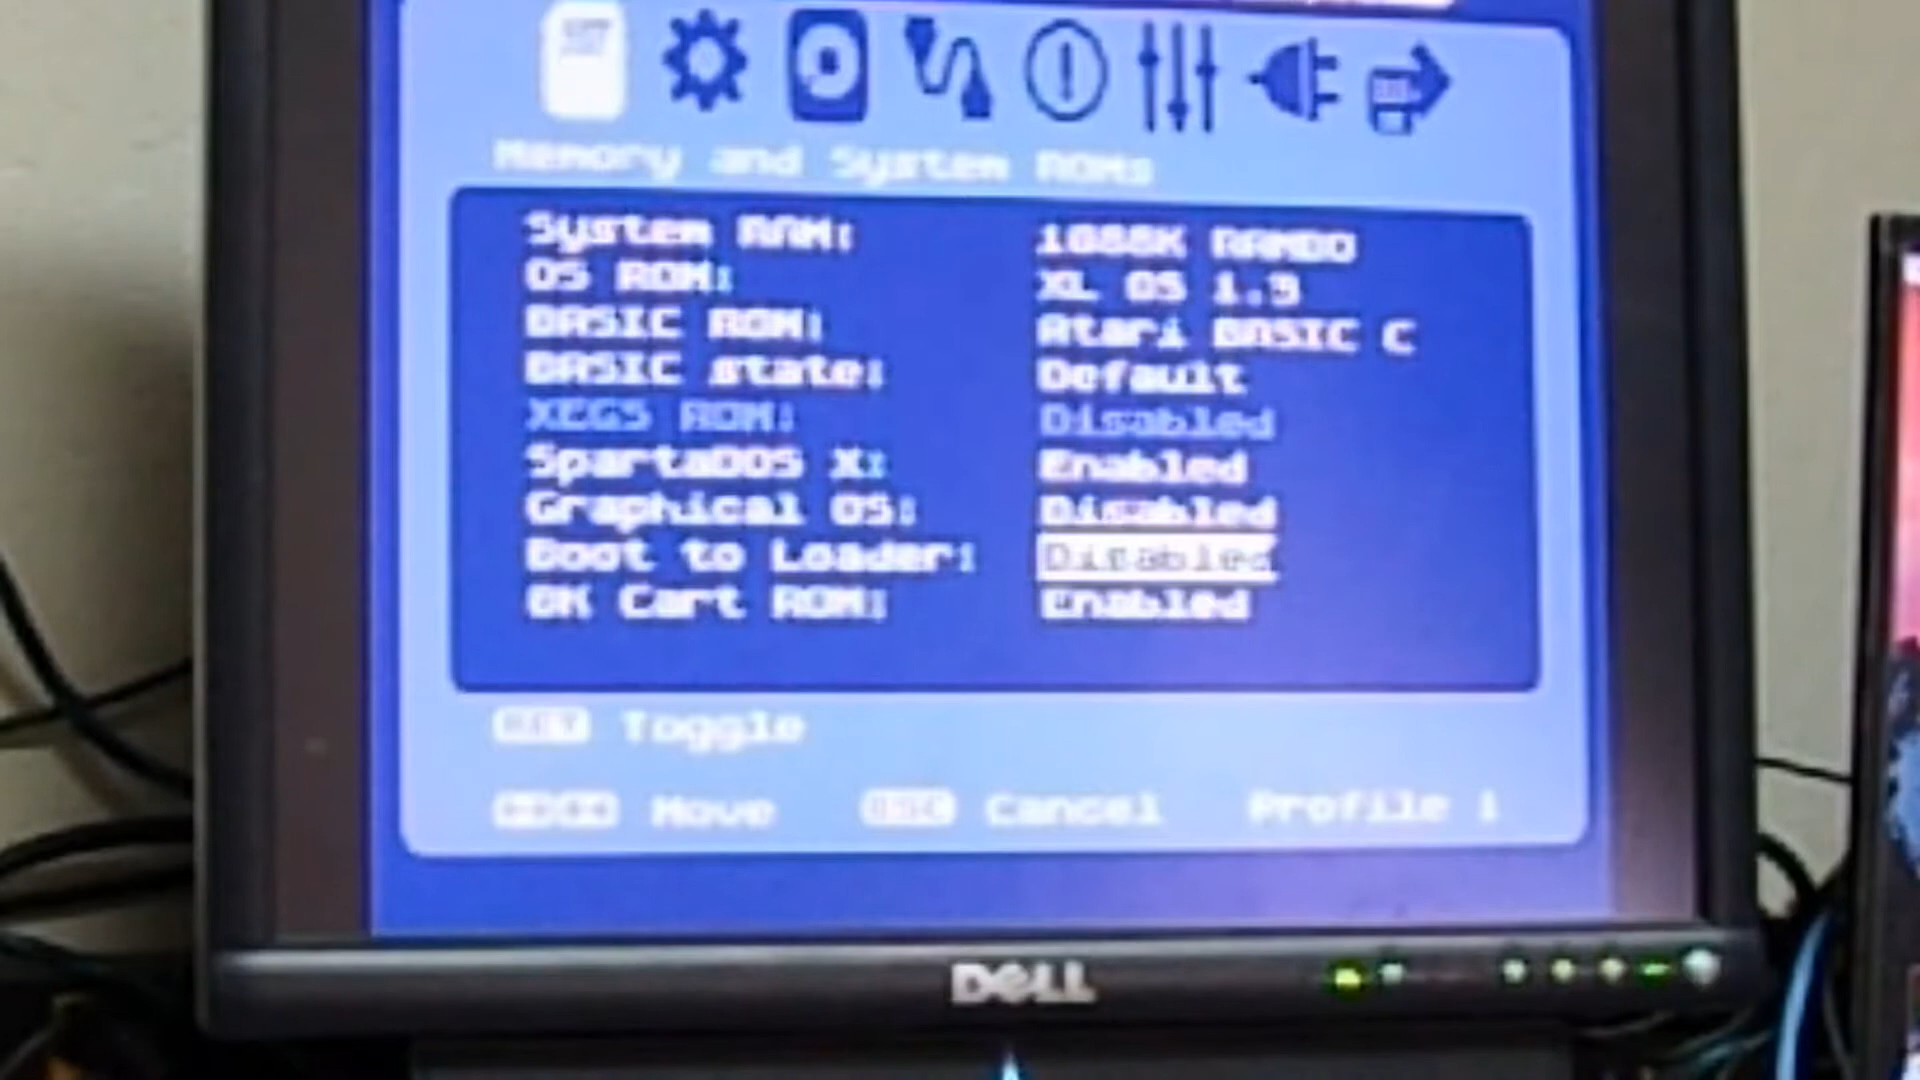 Memory and System ROMs
System RAM: 1088K RAMBO
OS ROM: XL OS 1.3
BASIC ROM: Atari BASIC C
BASIC state: Default
XEGS ROM: Disabled
SpartaDOS X: Enabled
Graphical OS: Disabled
Boot to Loader: Disabled
8K Cart ROM: Enabled
RET Toggle
Move ESC Cancel Profile 1
DELL